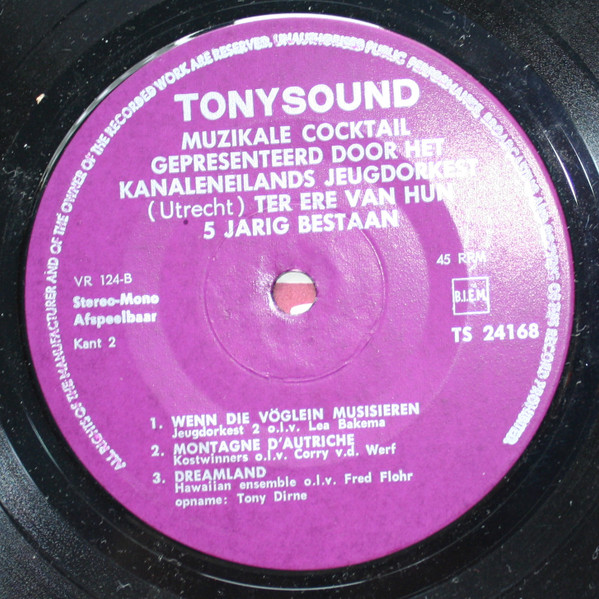 ALL RIGHTS OF THE MANUFACTURER AND OF THE OWNER OF THE RECORDED WORK ARE RESERVED. UNAUTHORISED PUBLIC PERFORMANCE, BROADCASTING AND COPYING OF THIS RECORD PROHIBITED
TONYSOUND
MUZIKALE COCKTAIL
GEPRESENTEERD DOOR HET
KANALENEILANDS JEUGDORKEST
(Utrecht) TER ERE VAN HUN
5 JARIG BESTAAN
VR 124-B
45 RPM
Stereo-Mono
Afspeelbaar
B.I.E.M.
Kant 2
TS 24168
1. WENN DIE VÖGLEIN MUSISIEREN
Jeugdorkest 2 o.l.v. Lea Bakema
2. MONTAGNE D'AUTRICHE
Kostwinners o.l.v. Corry v.d. Werf
3. DREAMLAND
Hawaiian ensemble o.l.v. Fred Flohr
opname: Tony Dirne